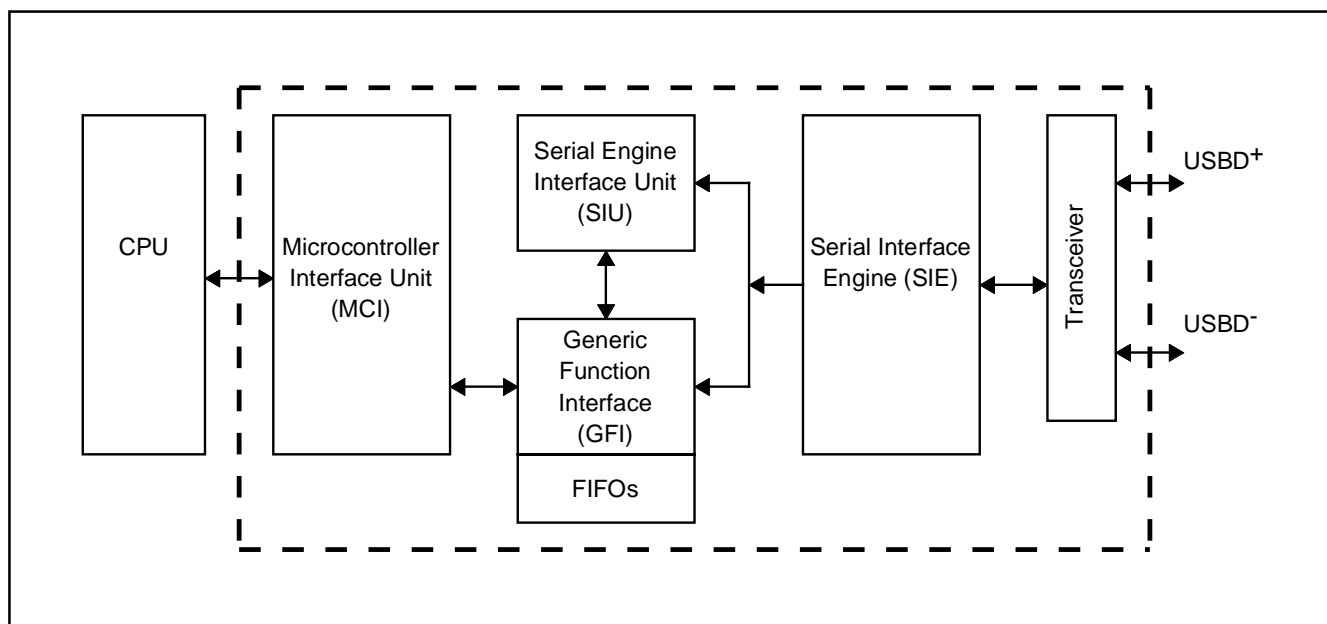 CPU
Microcontroller
Interface Unit
(MCI)
Serial Engine
Interface Unit
(SIU)
Generic
Function
Interface
(GFI)
FIFOs
Serial Interface
Engine (SIE)
Transceiver
USBD+
USBD-